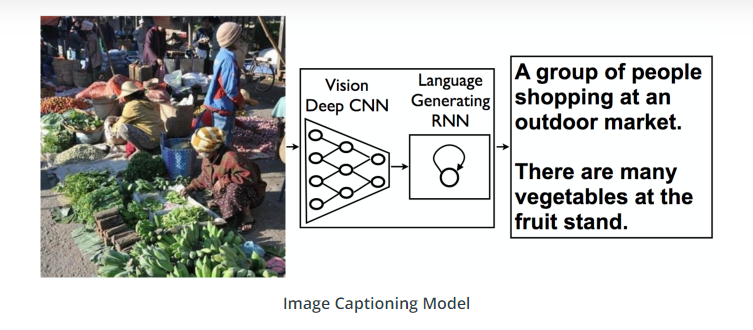 Vision
Deep CNN
Language
Generating
RNN
A group of people
shopping at an
outdoor market.
There are many
vegetables at the
fruit stand.
Image Captioning Model